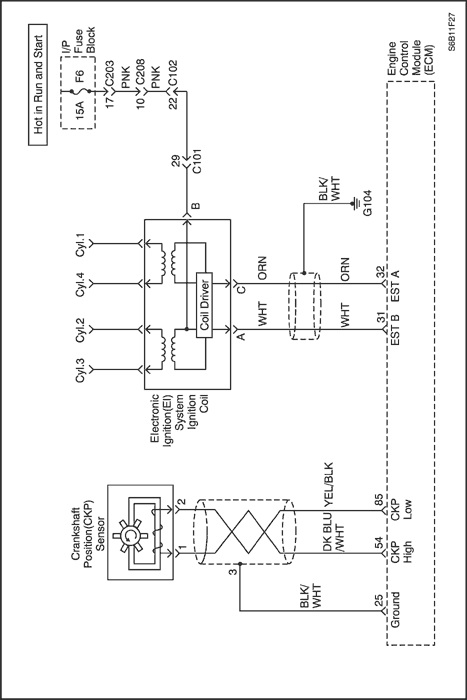 Hot in Run and Start
I/P
Fuse
Block
F6
15A
17
C203
PNK
10
C208
PNK
22
C102
29
C101
B
S6B11F27
Engine
Control
Module
(ECM)
Cyl.1
Cyl.4
Cyl.2
Cyl.3
Coil Driver
C
A
ORN
WHT
BLK/
WHT
G104
ORN
WHT
32
EST A
31
EST B
Electronic
Ignition(EI)
System
Ignition
Coil
Crankshaft
Position(CKP)
Sensor
2
1
3
YEL/BLK
DK BLU
/WHT
BLK/
WHT
85
CKP
Low
54
CKP
High
25
Ground